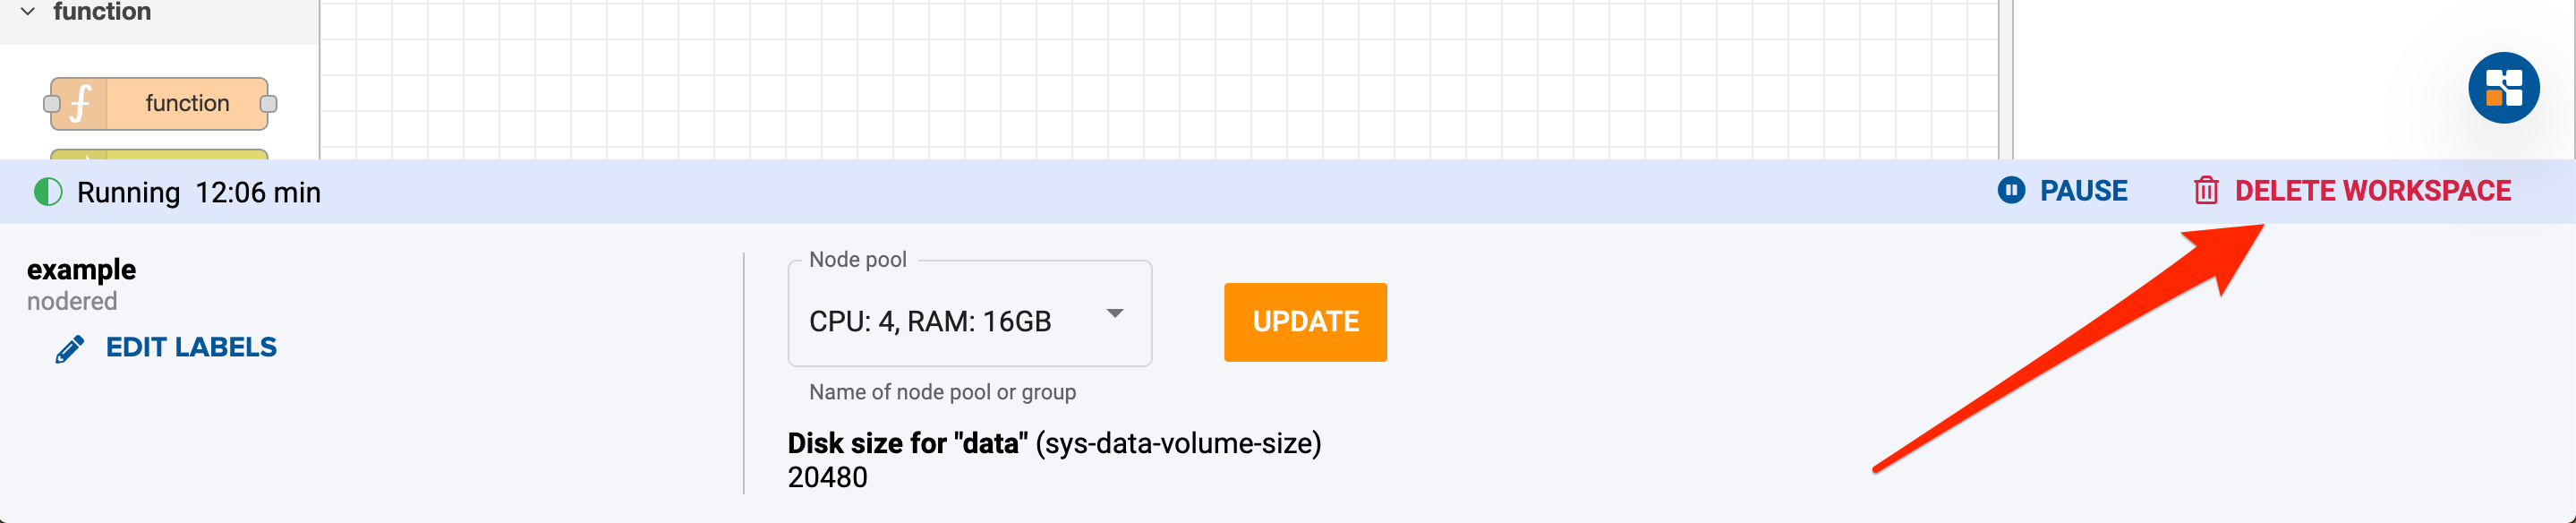 function
function
Running 12:06 min
PAUSE
DELETE WORKSPACE
example
nodered
EDIT LABELS
Node pool
CPU: 4, RAM: 16GB
UPDATE
Name of node pool or group
Disk size for "data" (sys-data-volume-size)
20480